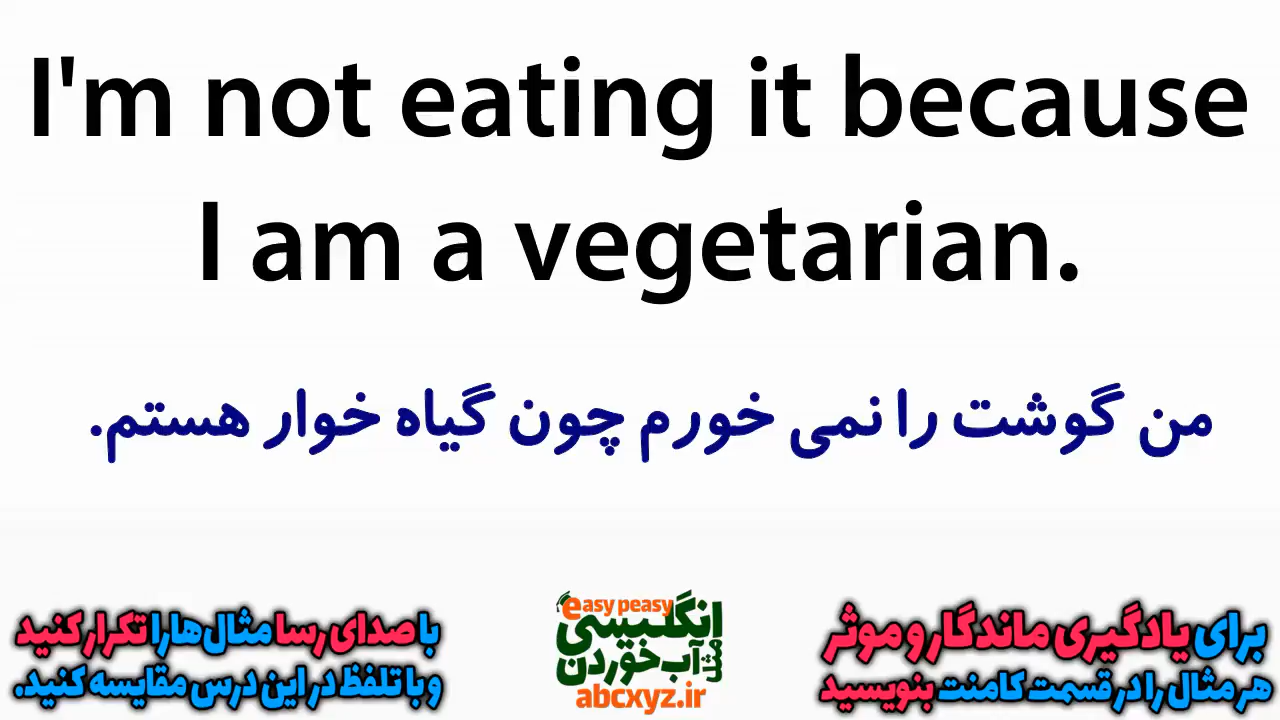 I'm not eating it because
I am a vegetarian.
من گوشت را نمی خورم چون گیاه خوار هستم.
برای یادگیری ماندگار و موثر
هر مثال را در قسمت کامنت بنویسید
easy peasy
انگلیسی
مثل آب خوردن
abcxyz.ir
با صدای رسا مثال‌ها را تکرار کنید
و با تلفظ در این درس مقایسه کنید.